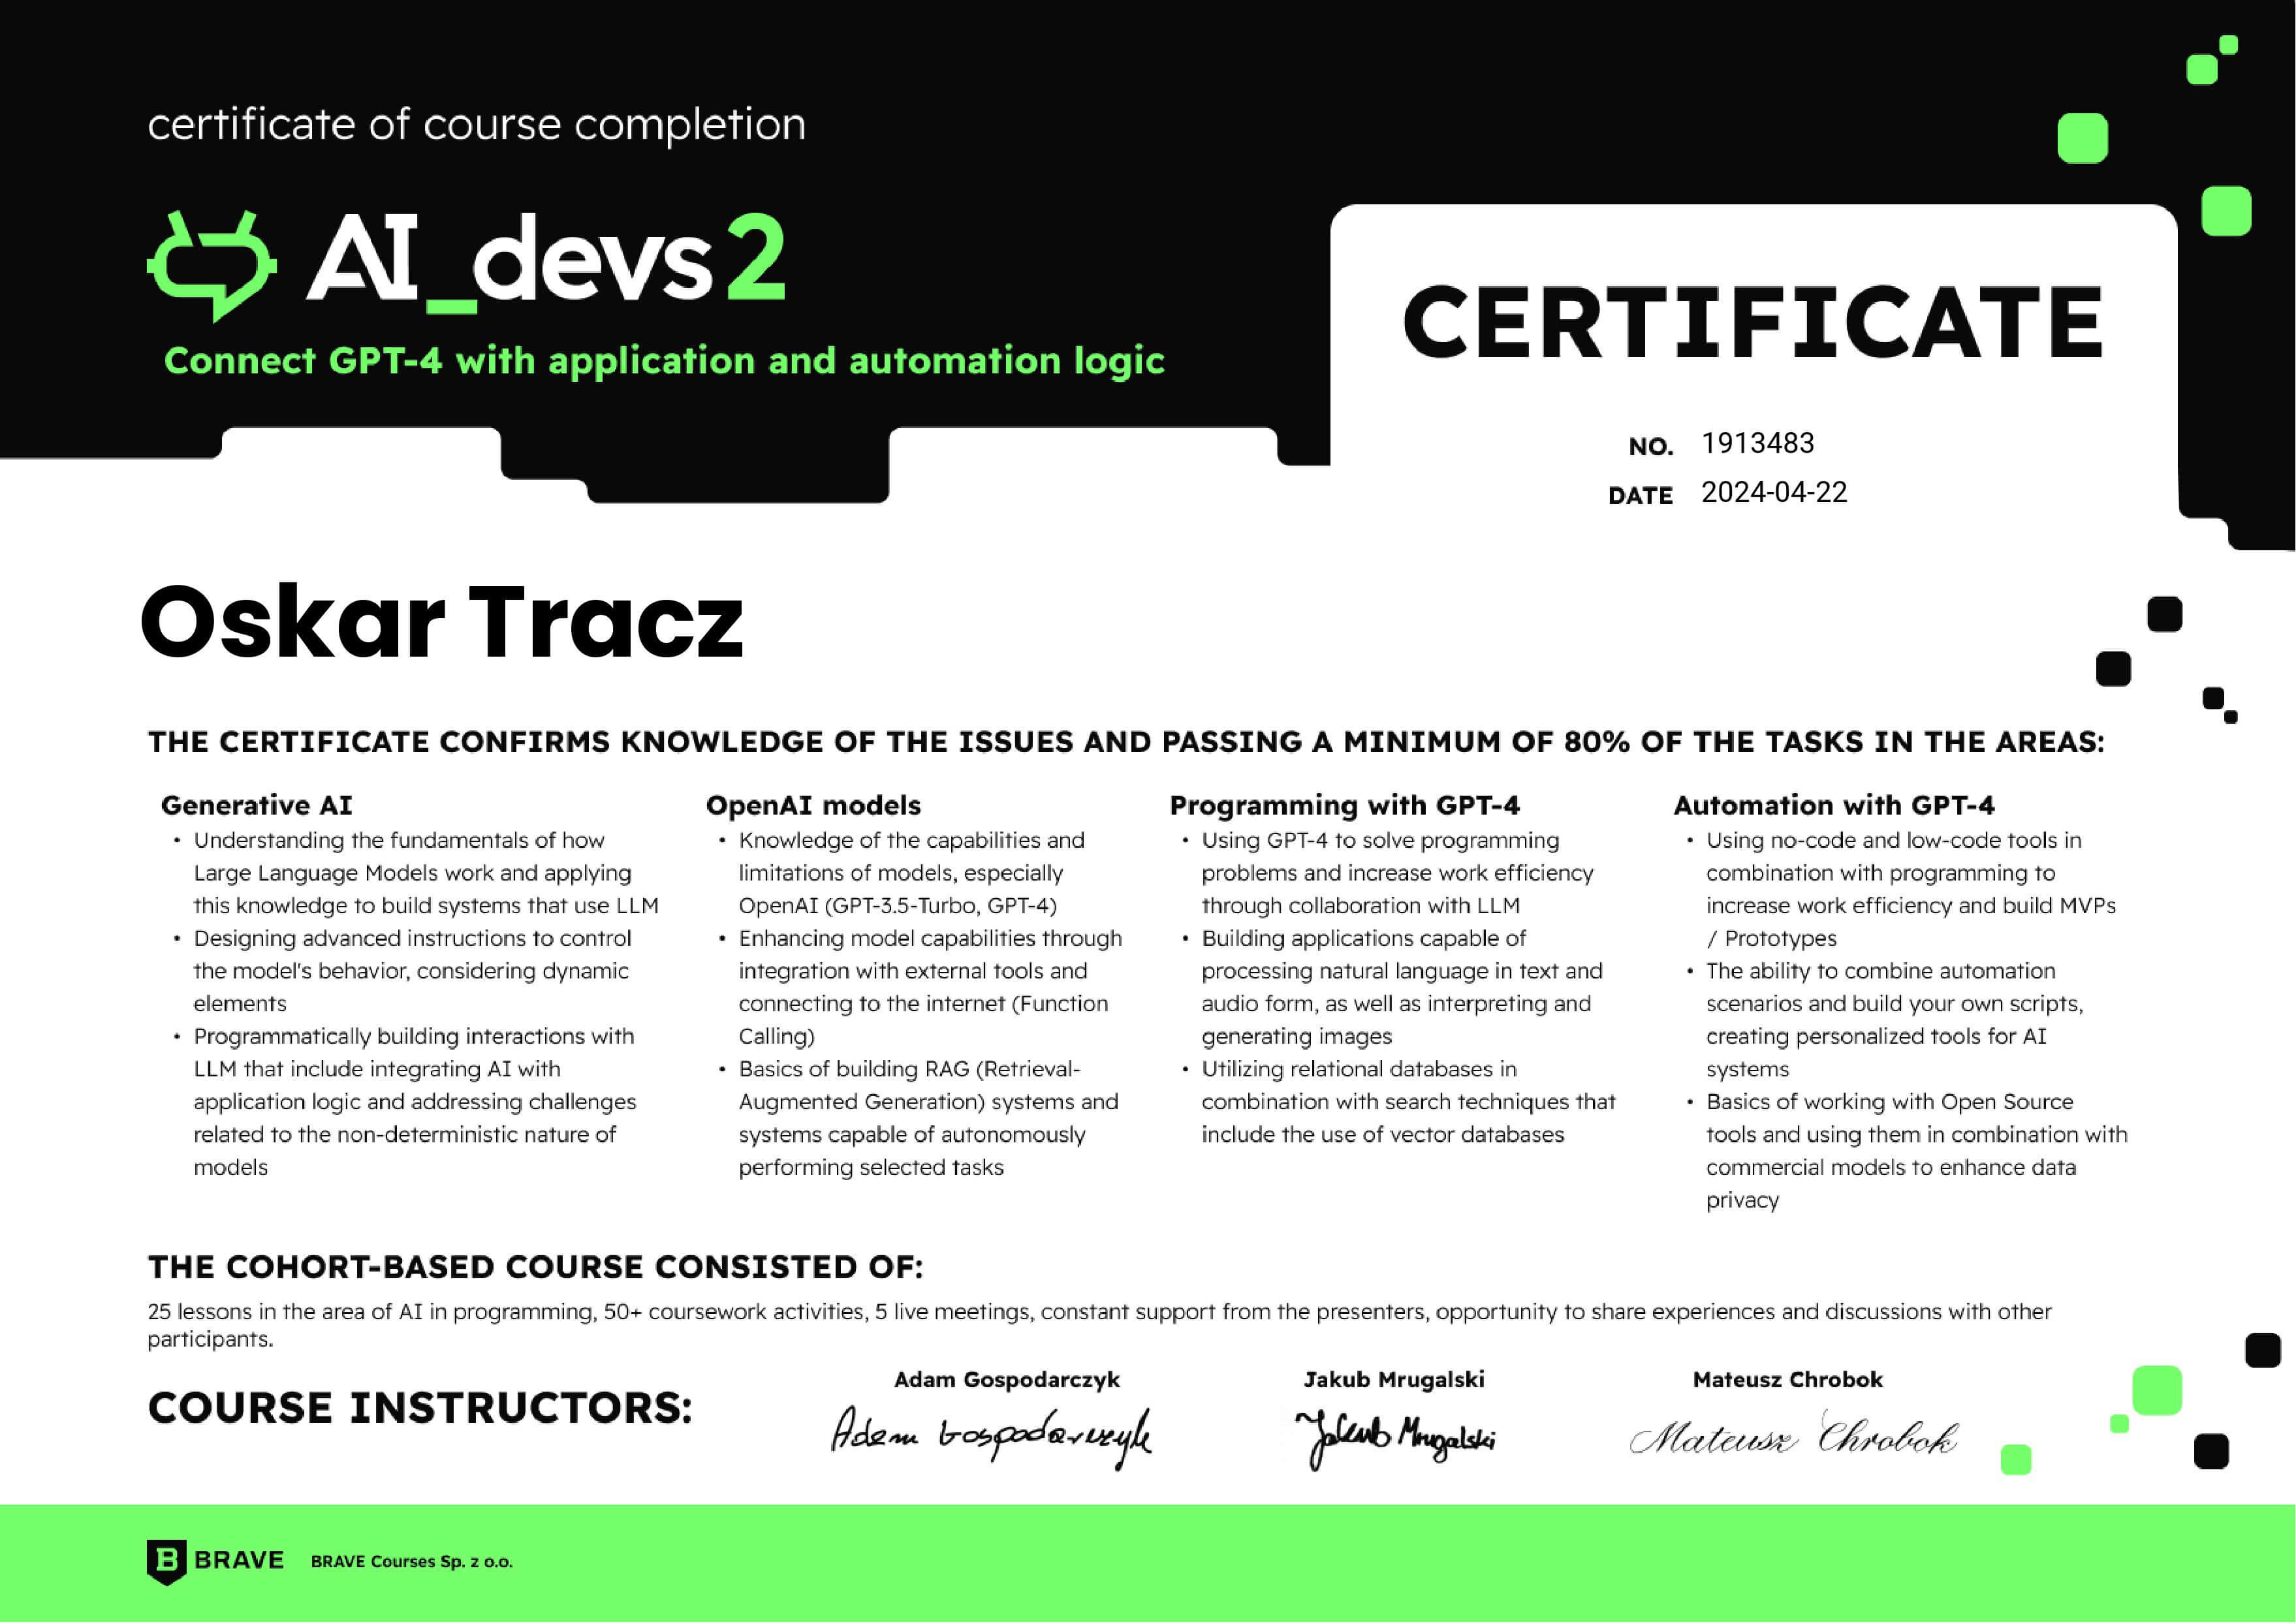 certificate of course completion
AI_devs 2
Connect GPT-4 with application and automation logic
CERTIFICATE
NO. 1913483
DATE 2024-04-22
Oskar Tracz
THE CERTIFICATE CONFIRMS KNOWLEDGE OF THE ISSUES AND PASSING A MINIMUM OF 80% OF THE TASKS IN THE AREAS:
Generative AI
• Understanding the fundamentals of how
Large Language Models work and applying
this knowledge to build systems that use LLM
• Designing advanced instructions to control
the model's behavior, considering dynamic
elements
• Programmatically building interactions with
LLM that include integrating AI with
application logic and addressing challenges
related to the non-deterministic nature of
models
OpenAI models
• Knowledge of the capabilities and
limitations of models, especially
OpenAI (GPT-3.5-Turbo, GPT-4)
• Enhancing model capabilities through
integration with external tools and
connecting to the internet (Function
Calling)
• Basics of building RAG (Retrieval-
Augmented Generation) systems and
systems capable of autonomously
performing selected tasks
Programming with GPT-4
• Using GPT-4 to solve programming
problems and increase work efficiency
through collaboration with LLM
• Building applications capable of
processing natural language in text and
audio form, as well as interpreting and
generating images
• Utilizing relational databases in
combination with search techniques that
include the use of vector databases
Automation with GPT-4
• Using no-code and low-code tools in
combination with programming to
increase work efficiency and build MVPs
/ Prototypes
• The ability to combine automation
scenarios and build your own scripts,
creating personalized tools for AI
systems
• Basics of working with Open Source
tools and using them in combination with
commercial models to enhance data
privacy
THE COHORT-BASED COURSE CONSISTED OF:
25 lessons in the area of AI in programming, 50+ coursework activities, 5 live meetings, constant support from the presenters, opportunity to share experiences and discussions with other
participants.
COURSE INSTRUCTORS:
Adam Gospodarczyk
Adam Gospodarczyk
Jakub Mrugalski
Jakub Mrugalski
Mateusz Chrobok
Mateusz Chrobok
B BRAVE BRAVE Courses Sp. z o.o.